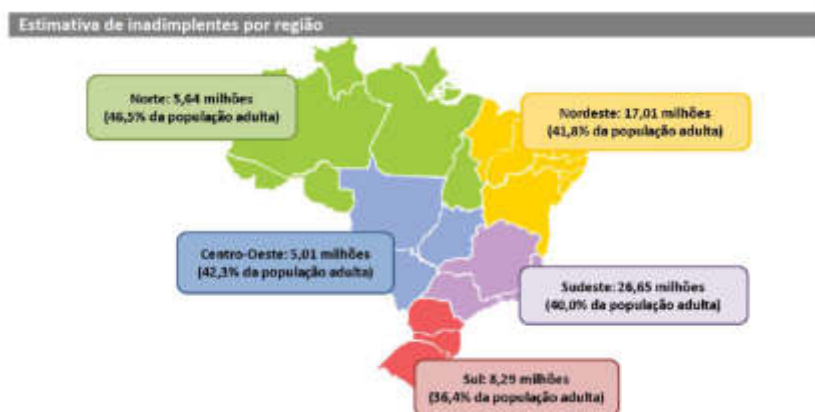 Estimativa de inadimplentes por região
Norte: 5,64 milhões
(46,5% da população adulta)
Nordeste: 17,01 milhões
(41,8% da população adulta)
Centro-Oeste: 5,01 milhões
(42,3% da população adulta)
Sudeste: 26,65 milhões
(40,0% da população adulta)
Sul: 8,29 milhões
(36,4% da população adulta)